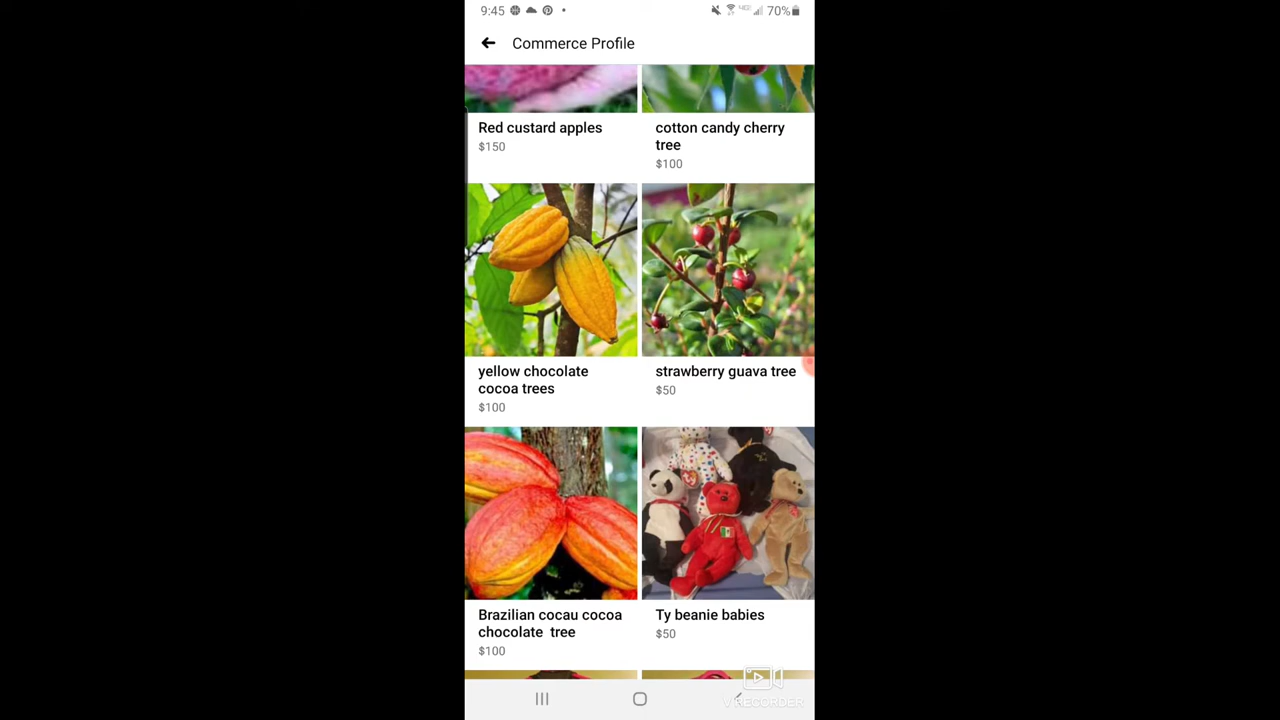 9:45 70%
Commerce Profile
Red custard apples
$150
cotton candy cherry
tree
$100
yellow chocolate
cocoa trees
$100
strawberry guava tree
$50
Brazilian cocau cocoa
chocolate tree
$100
Ty beanie babies
$50
V RECORDER